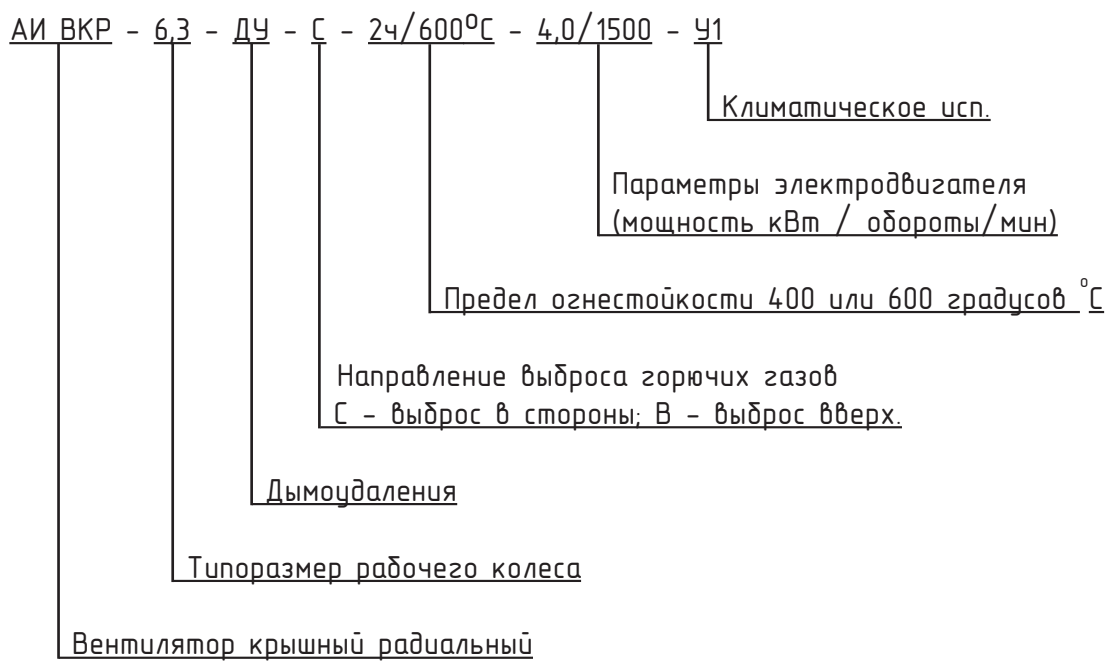 АИ ВКР - 6,3 - ДУ - С - 2ч/600°С - 4,0/1500 - У1
Климатическое исп.
Параметры электродвигателя
(мощность кВт / обороты/мин)
Предел огнестойкости 400 или 600 градусов °С
Направление выброса горючих газов
С - выброс в стороны; В - выброс вверх.
Дымоудаления
Типоразмер рабочего колеса
Вентилятор крышный радиальный